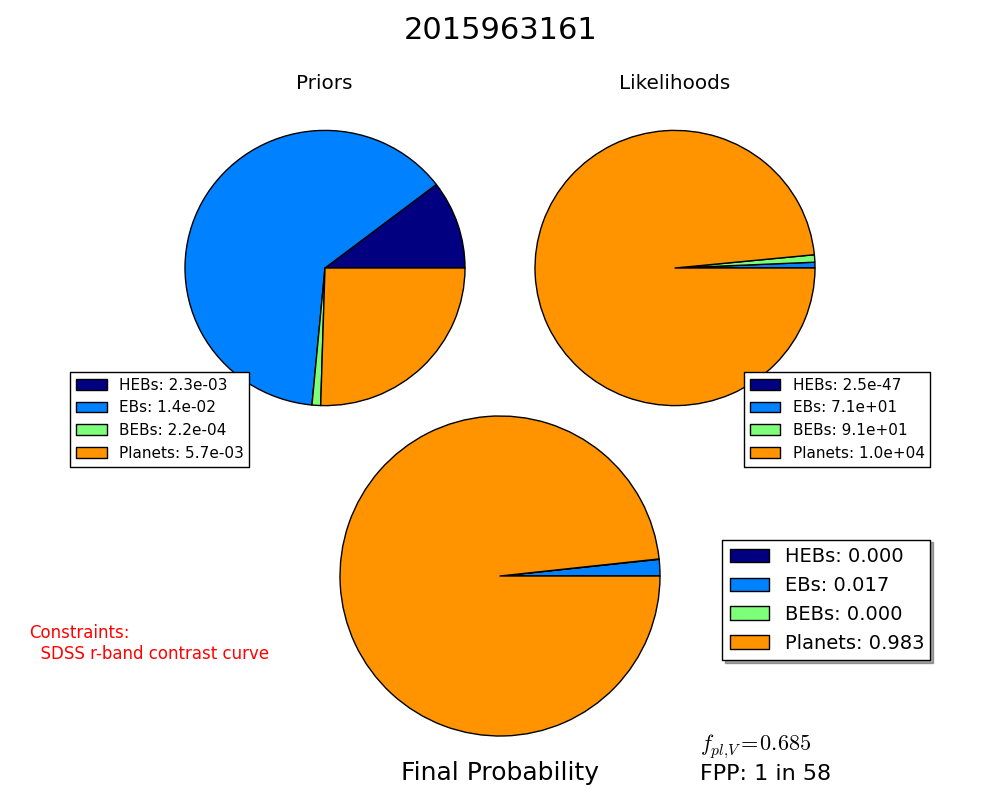 2015963161
Priors
Likelihoods
HEBs: 2.3e-03
EBs: 1.4e-02
BEBs: 2.2e-04
Planets: 5.7e-03
HEBs: 2.5e-47
EBs: 7.1e+01
BEBs: 9.1e+01
Planets: 1.0e+04
HEBs: 0.000
EBs: 0.017
BEBs: 0.000
Planets: 0.983
Constraints:
SDSS r-band contrast curve
f_{pl,V}=0.685
Final Probability
FPP: 1 in 58